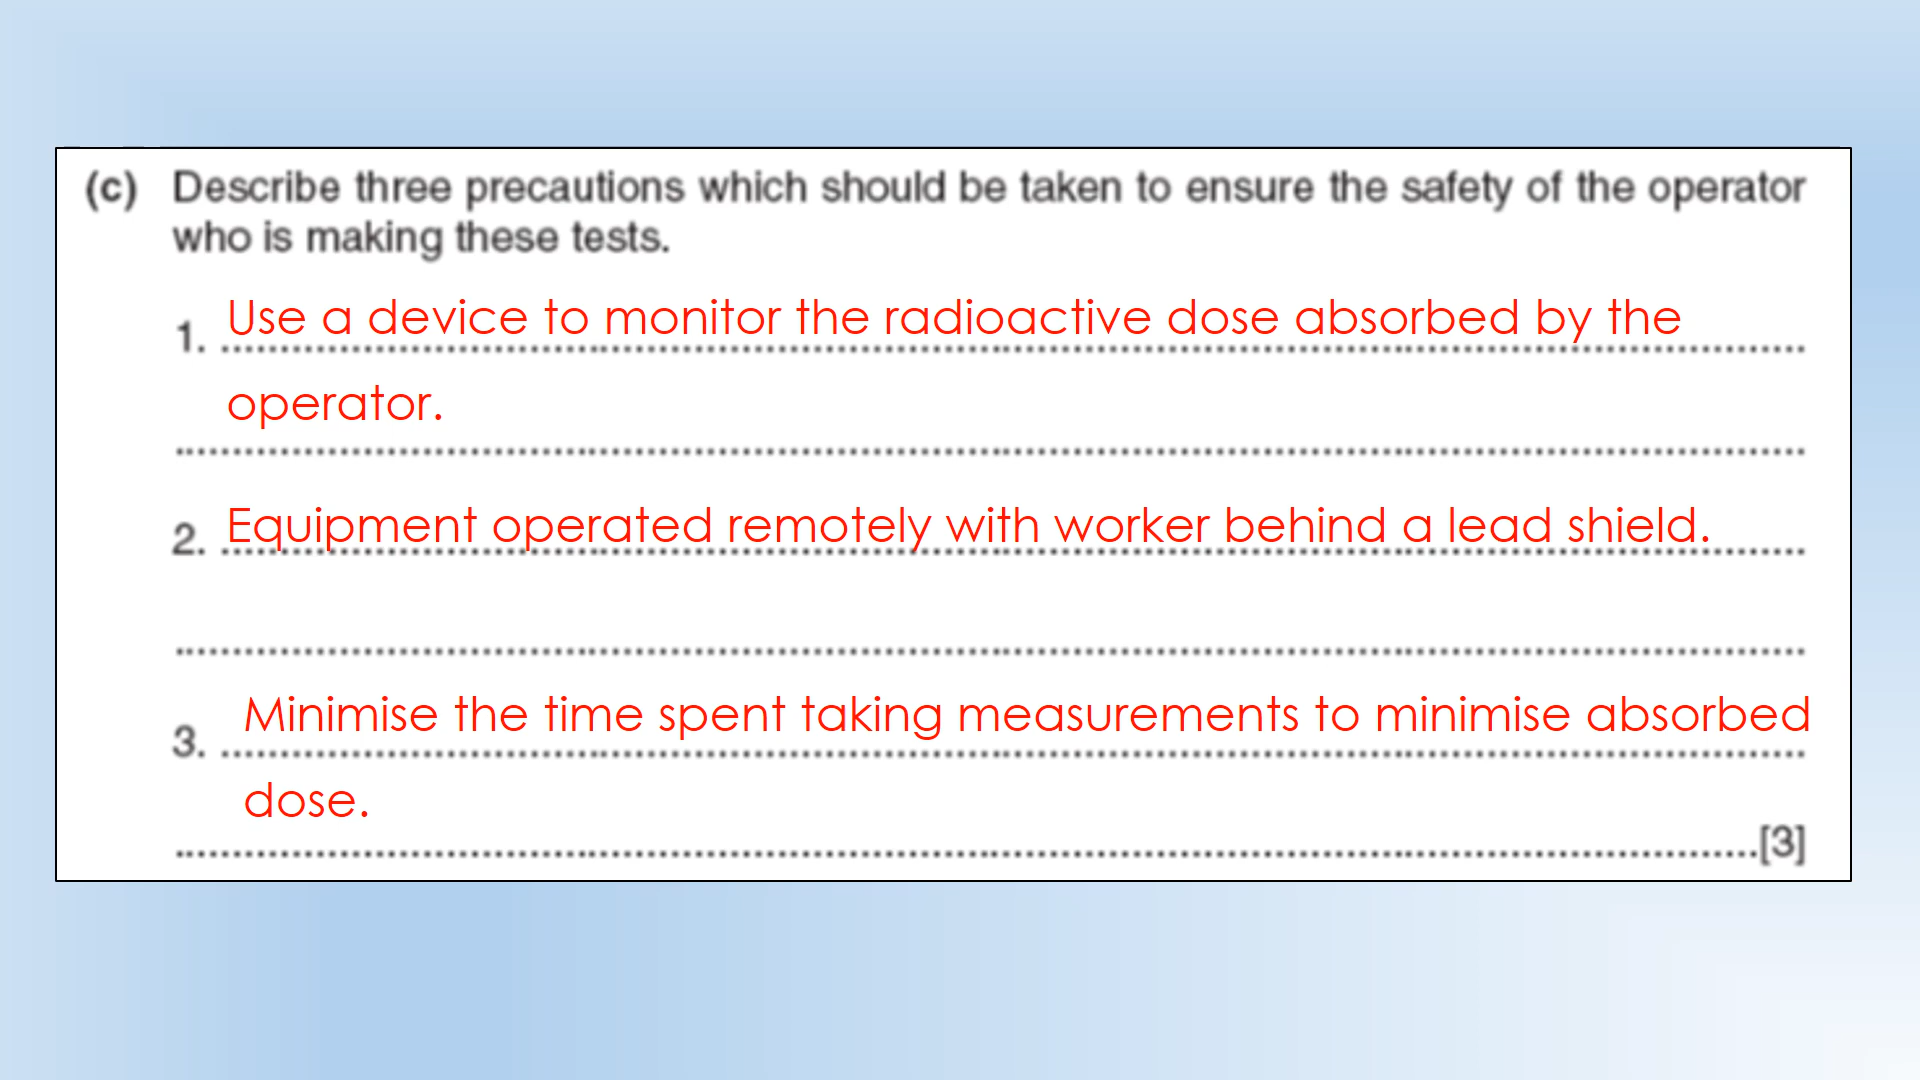 (c) Describe three precautions which should be taken to ensure the safety of the operator
who is making these tests.
1. Use a device to monitor the radioactive dose absorbed by the
operator.
2. Equipment operated remotely with worker behind a lead shield.
3. Minimise the time spent taking measurements to minimise absorbed
dose.
[3]